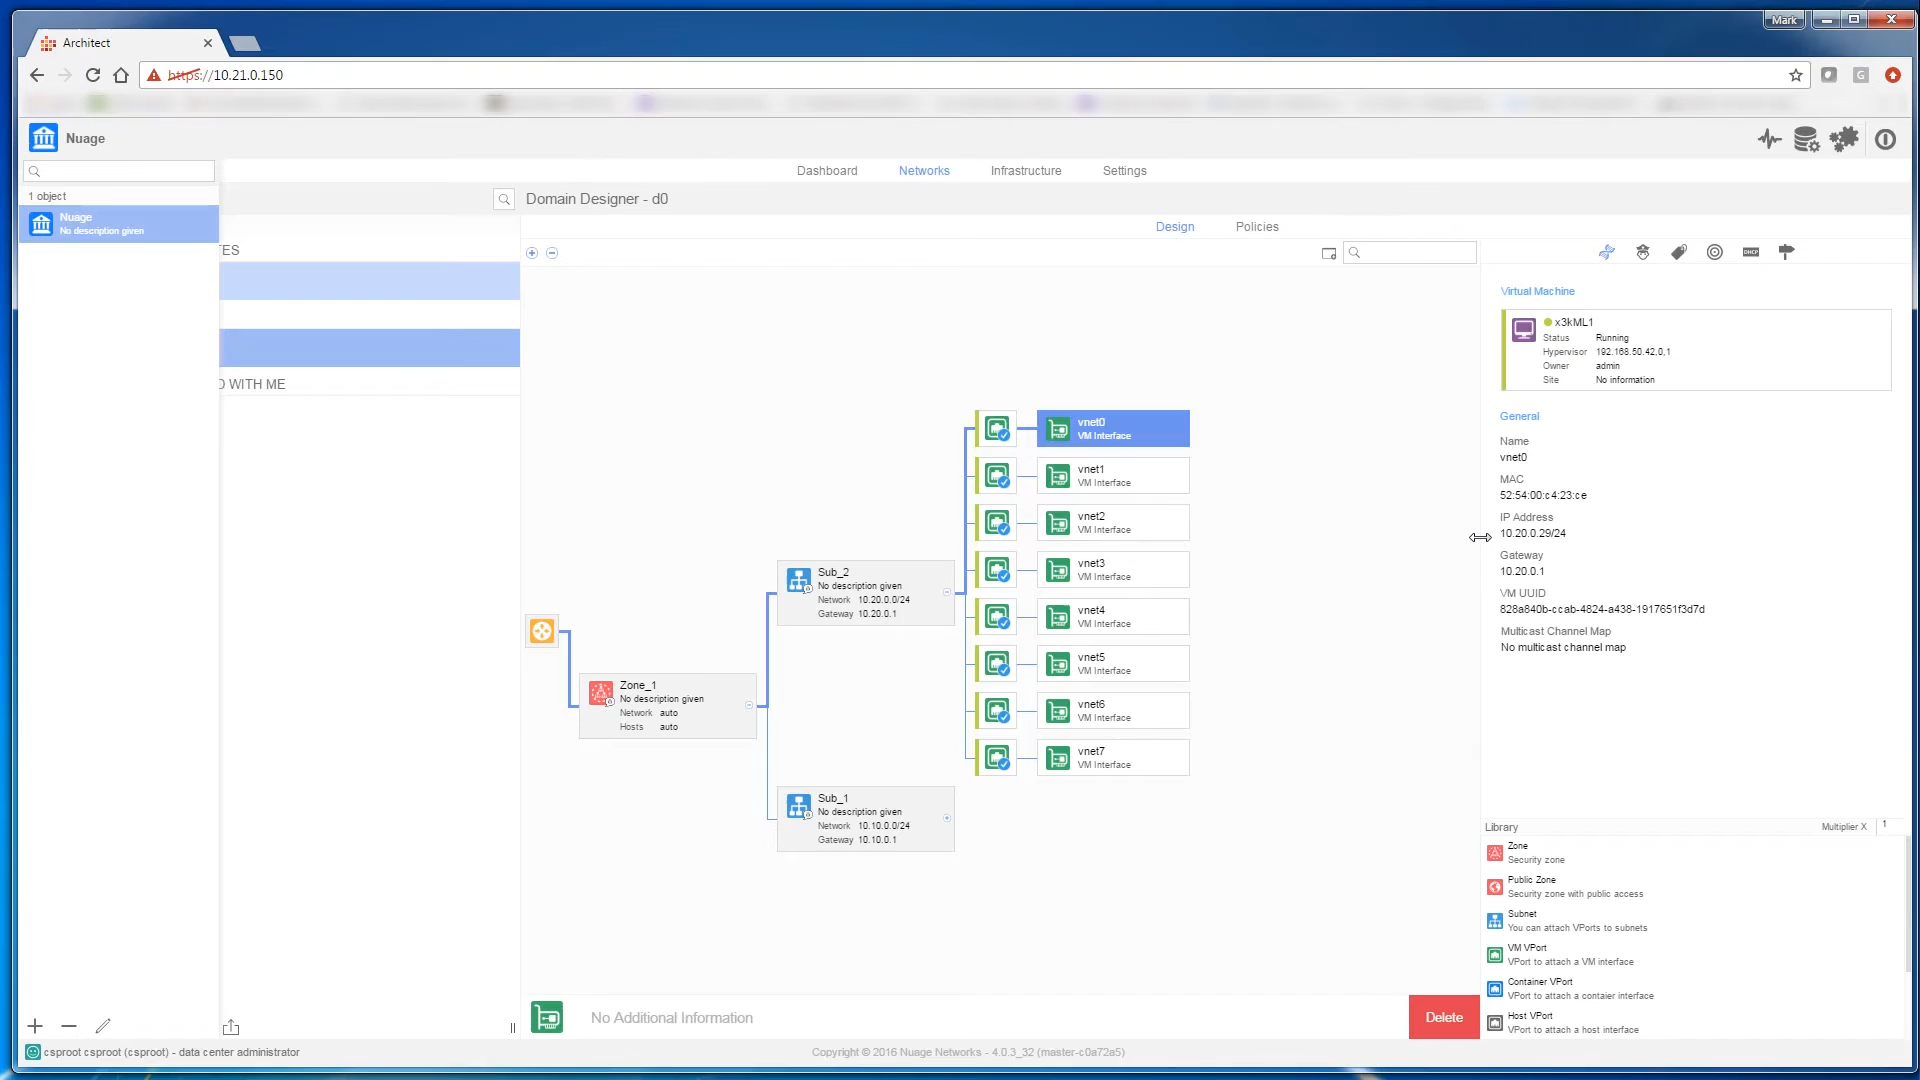 Mark
Architect
https://10.21.0.150
G
Nuage
Dashboard
Networks
Infrastructure
Settings
1 object
Nuage
No description given
Domain Designer - d0
Design
Policies
TES
D WITH ME
Virtual Machine
x3kML1
Status Running
Hypervisor 192.168.50.42,0,1
Owner admin
Site No information
General
Name
vnet0
MAC
52:54:00:c4:23:ce
IP Address
10.20.0.29/24
Gateway
10.20.0.1
VM UUID
828a840b-ccab-4824-a438-1917651f3d7d
Multicast Channel Map
No multicast channel map
vnet0
VM Interface
vnet1
VM Interface
vnet2
VM Interface
vnet3
VM Interface
vnet4
VM Interface
vnet5
VM Interface
vnet6
VM Interface
vnet7
VM Interface
Sub_2
No description given
Network 10.20.0.0/24
Gateway 10.20.0.1
Zone_1
No description given
Network auto
Hosts auto
Sub_1
No description given
Network 10.10.0.0/24
Gateway 10.10.0.1
Library
Multiplier X 1
Zone
Security zone
Public Zone
Security zone with public access
Subnet
You can attach VPorts to subnets
VM VPort
VPort to attach a VM interface
Container VPort
VPort to attach a contaier interface
Host VPort
VPort to attach a host interface
No Additional Information
Delete
csproot csproot (csproot) - data center administrator
Copyright © 2016 Nuage Networks - 4.0.3_32 (master-c0a72a5)